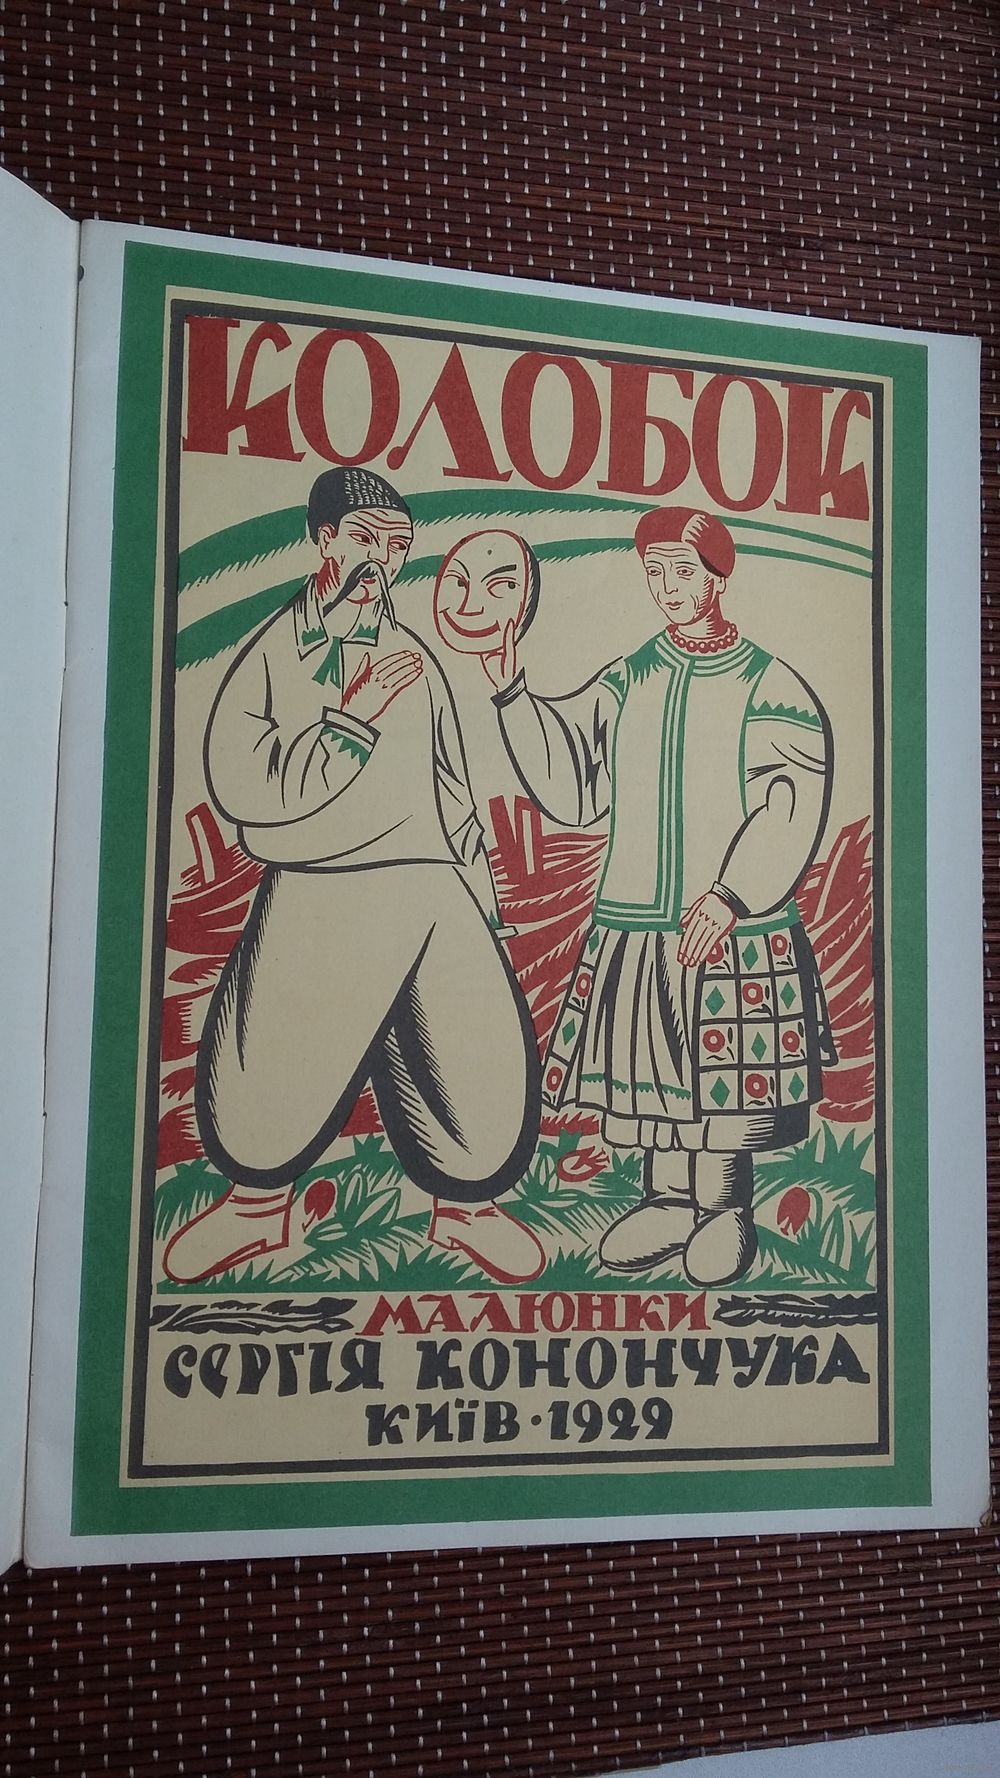 КОЛОБОК
МАЛЮНКИ
СЕРГІЯ КОНОНЧУКА
КИЇВ·1929